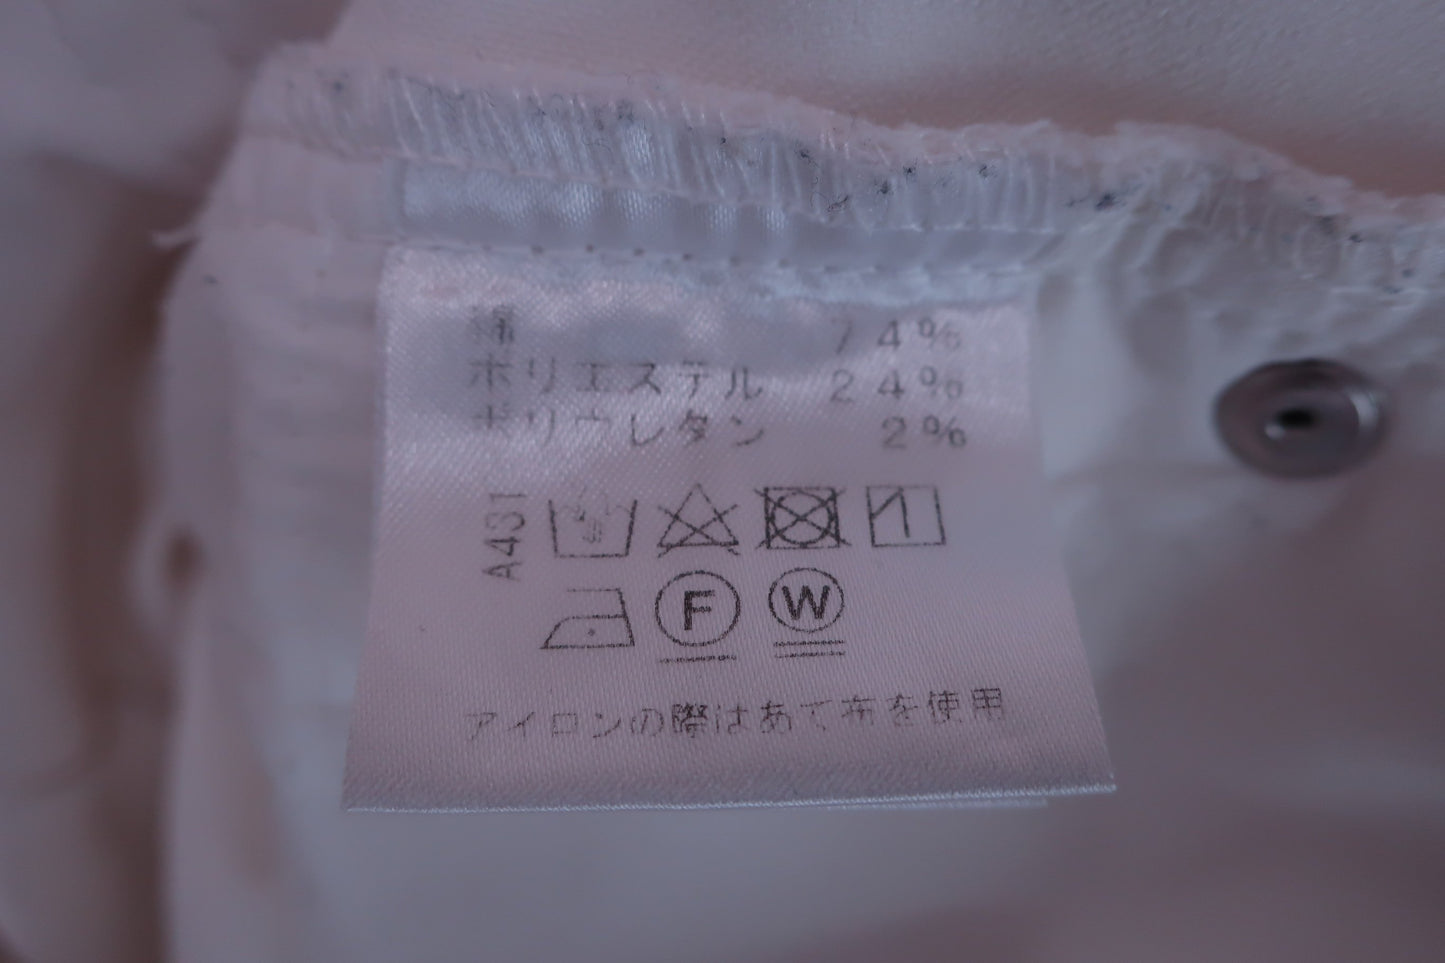 綿 74%
ポリエステル 24%
ポリウレタン 2%
A431
F W
アイロンの際はあて布を使用